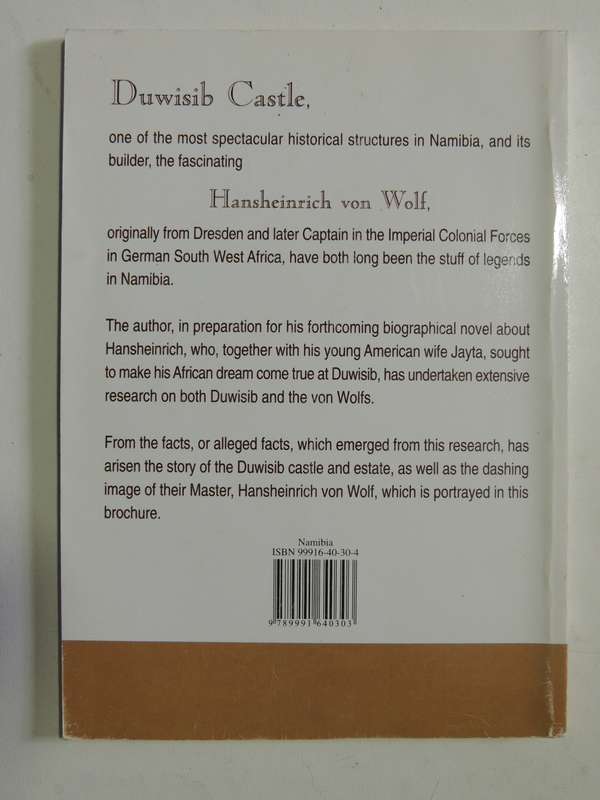 Duwisib Castle,
one of the most spectacular historical structures in Namibia, and its
builder, the fascinating
Hansheinrich von Wolf,
originally from Dresden and later Captain in the Imperial Colonial Forces
in German South West Africa, have both long been the stuff of legends
in Namibia.
The author, in preparation for his forthcoming biographical novel about
Hansheinrich, who, together with his young American wife Jayta, sought
to make his African dream come true at Duwisib, has undertaken extensive
research on both Duwisib and the von Wolfs.
From the facts, or alleged facts, which emerged from this research, has
arisen the story of the Duwisib castle and estate, as well as the dashing
image of their Master, Hansheinrich von Wolf, which is portrayed in this
brochure.
Namibia
ISBN 99916-40-30-4
9 789991 640303